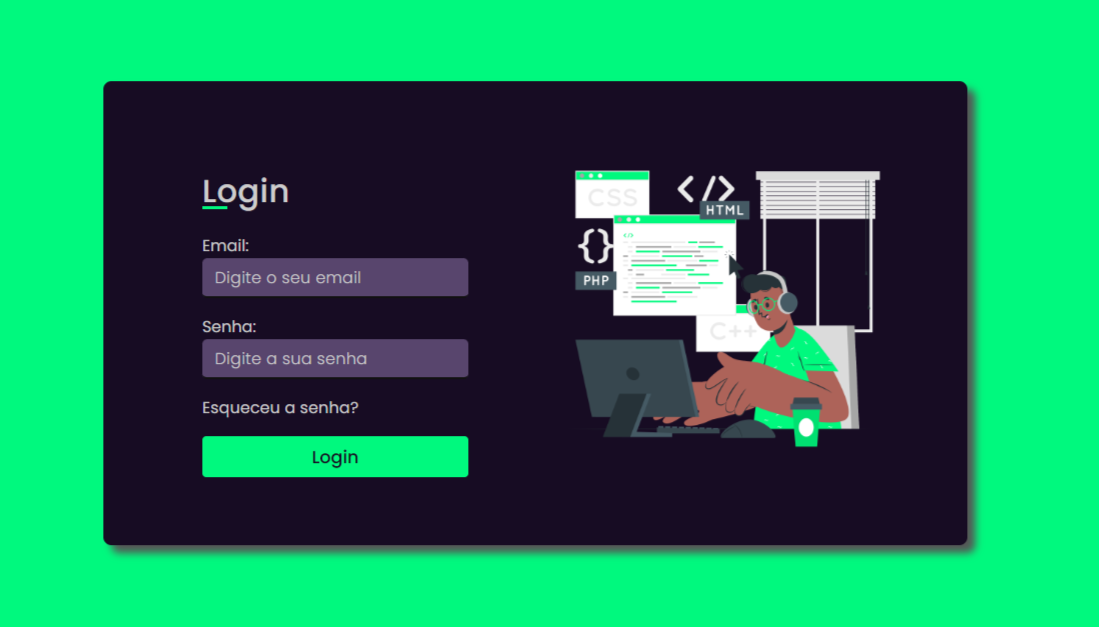 Login
Email:
Digite o seu email
Senha:
Digite a sua senha
Esqueceu a senha?
Login
CSS
</>
HTML
</>
{}
PHP
C++